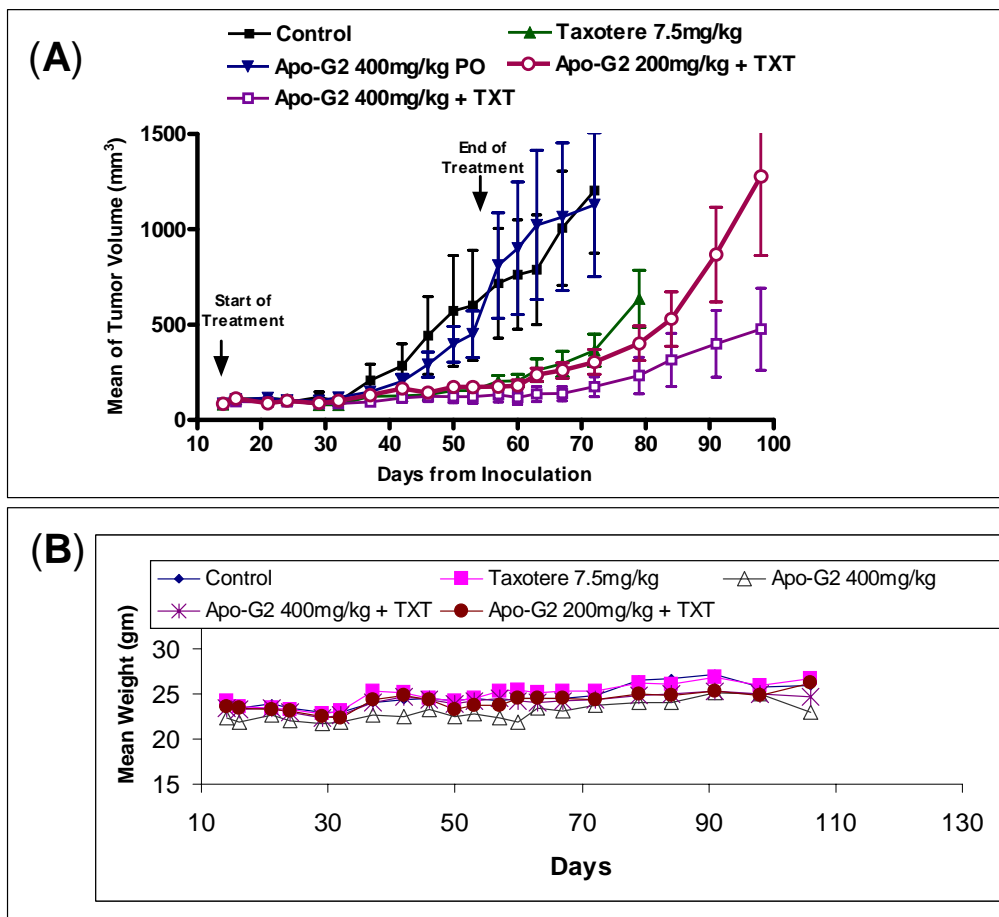 (A)
Control
Taxotere 7.5mg/kg
Apo-G2 400mg/kg PO
Apo-G2 200mg/kg + TXT
Apo-G2 400mg/kg + TXT
Mean of Tumor Volume (mm³)
1500
1000
500
0
Start of
Treatment
End of
Treatment
10 20 30 40 50 60 70 80 90 100
Days from Inoculation
(B)
Control
Taxotere 7.5mg/kg
Apo-G2 400mg/kg
Apo-G2 400mg/kg + TXT
Apo-G2 200mg/kg + TXT
Mean Weight (gm)
30
25
20
15
10 30 50 70 90 110 130
Days